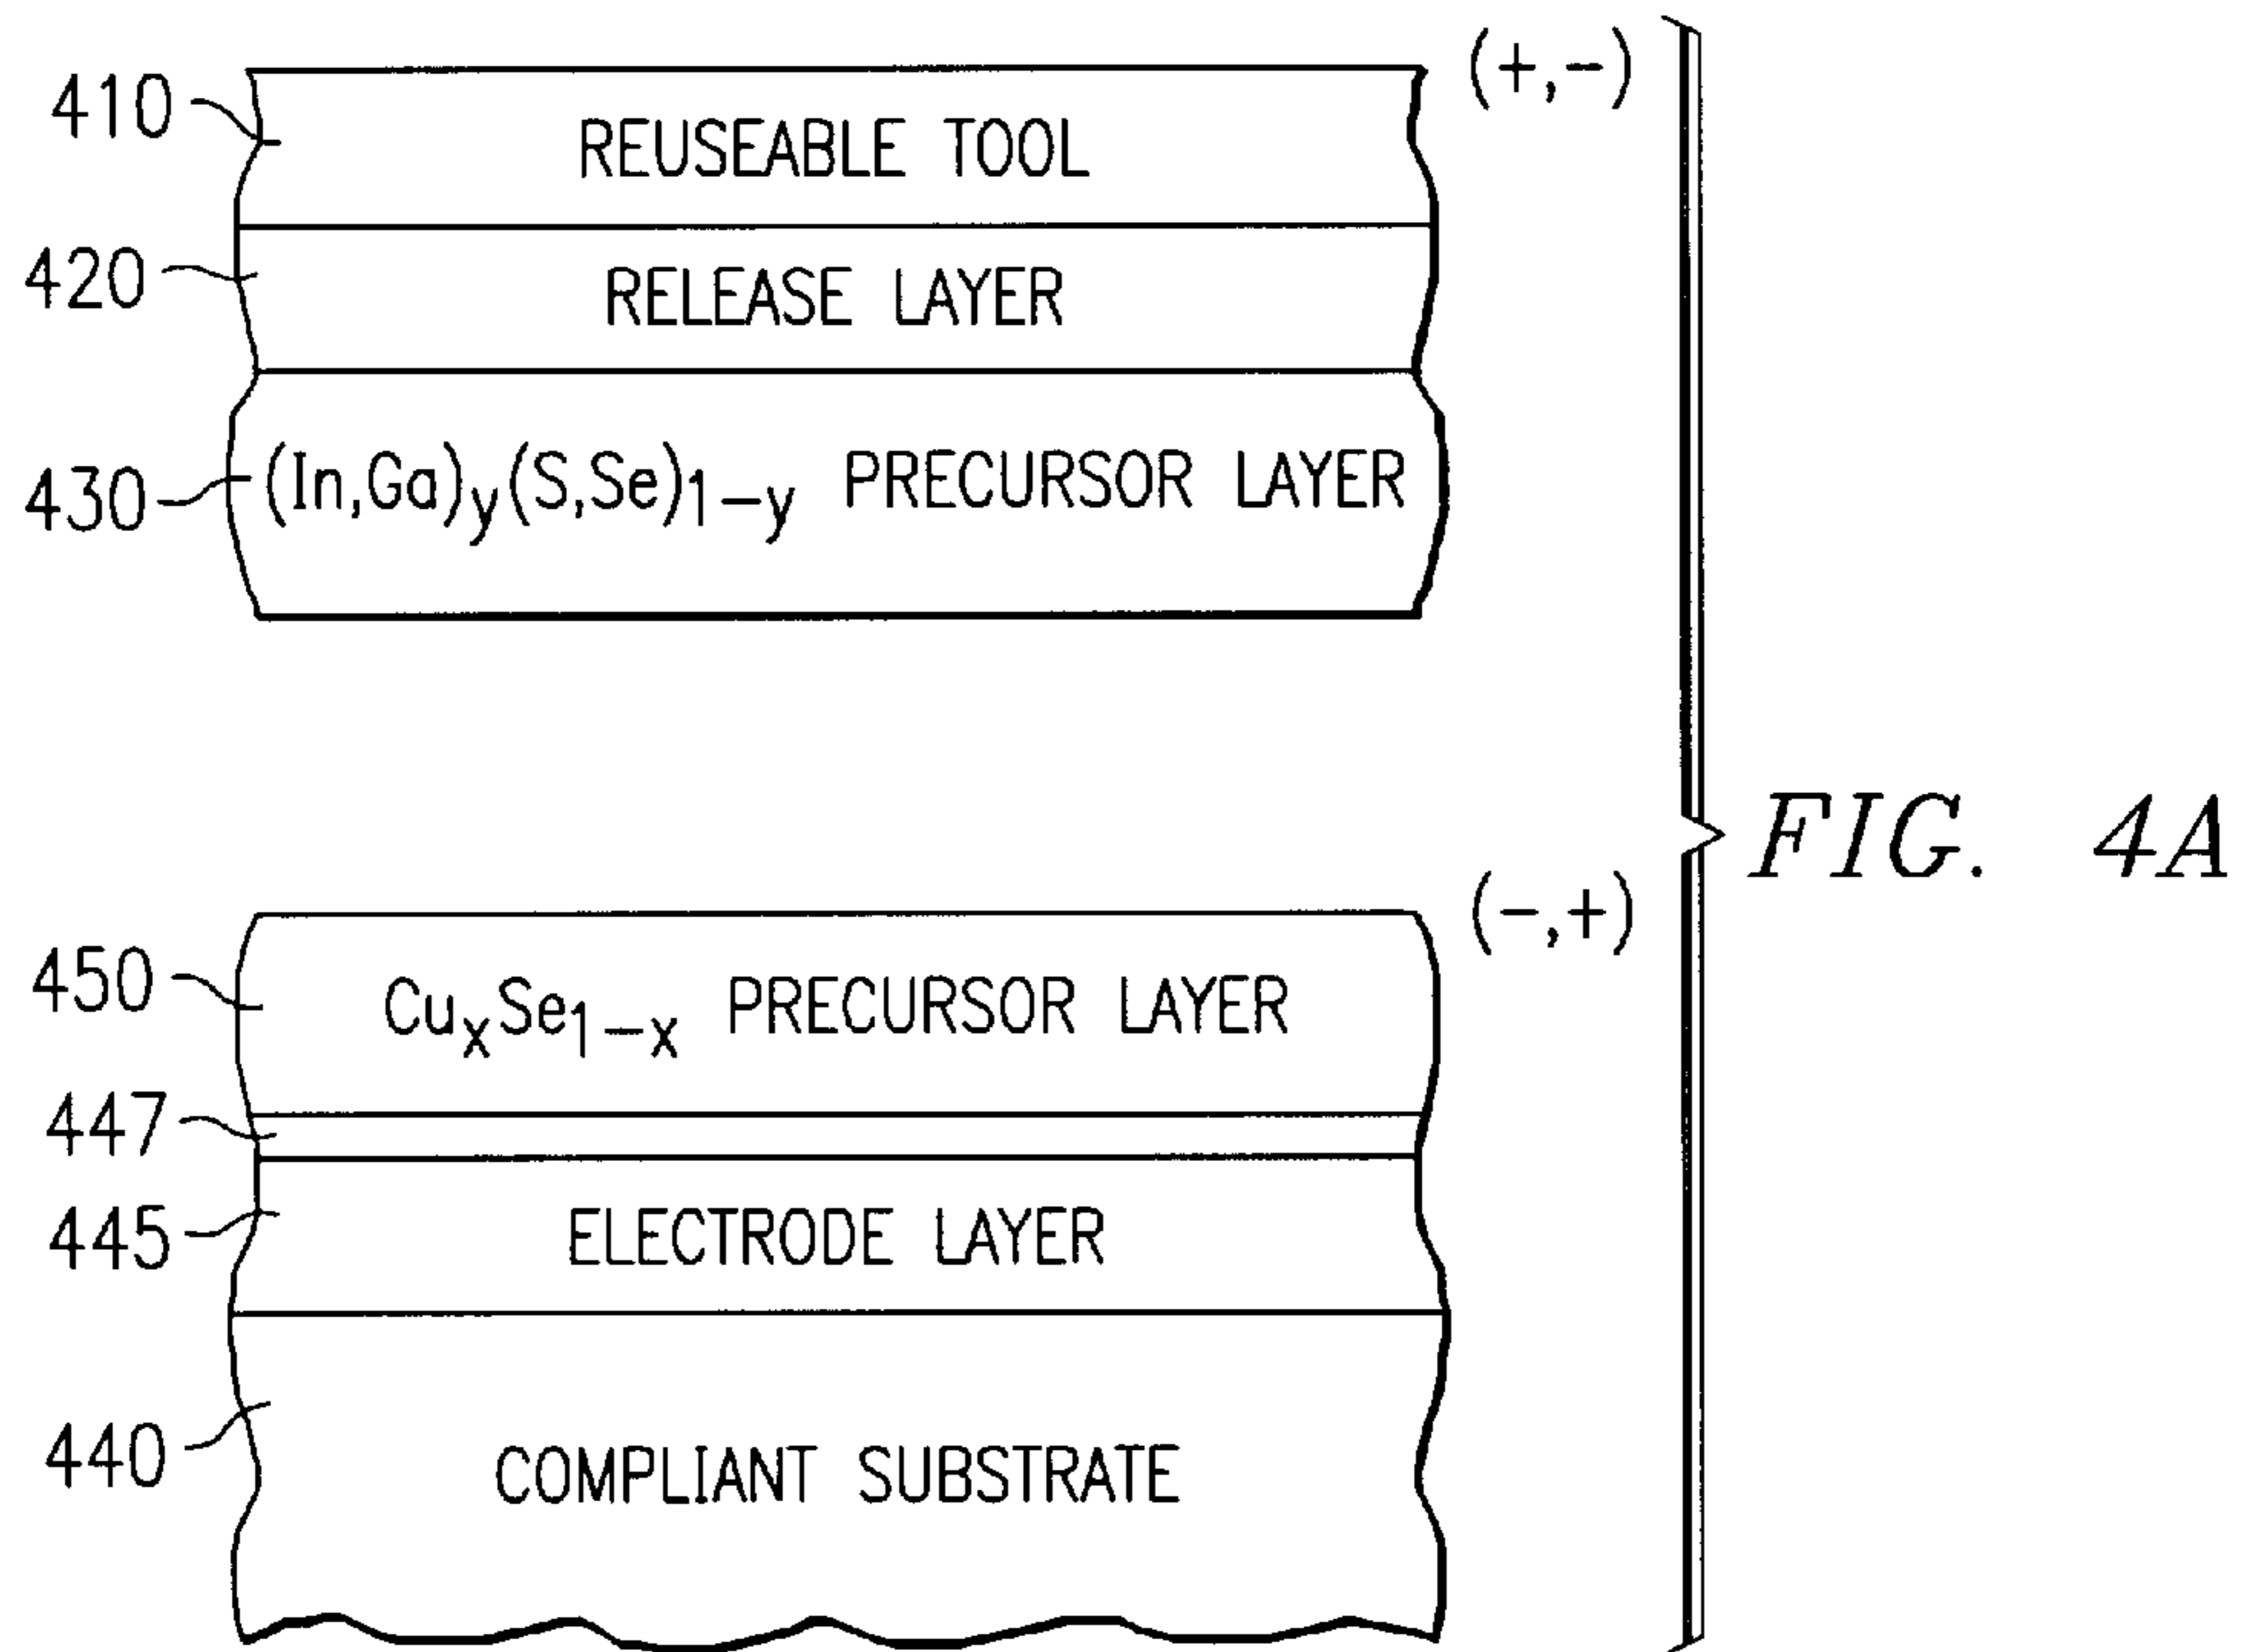 (+,-)
410 REUSEABLE TOOL
420 RELEASE LAYER
430 (In,Ga)y(S,Se)1-y PRECURSOR LAYER
FIG. 4A
(-,+)
450 CuxSe1-x PRECURSOR LAYER
447
445 ELECTRODE LAYER
440 COMPLIANT SUBSTRATE